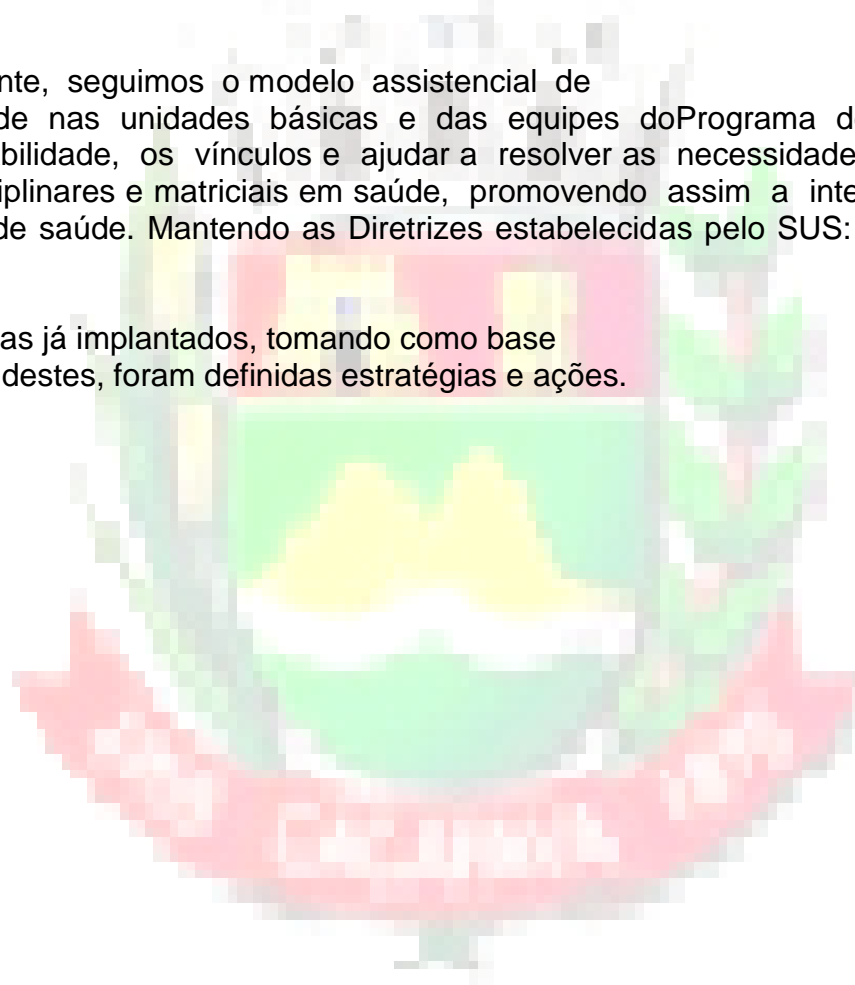 nte, seguimos o modelo assistencial de
de nas unidades básicas e das equipes doPrograma d
bilidade, os vínculos e ajudar a resolver as necessidade
iplinares e matriciais em saúde, promovendo assim a inte
de saúde. Mantendo as Diretrizes estabelecidas pelo SUS:
as já implantados, tomando como base
destes, foram definidas estratégias e ações.